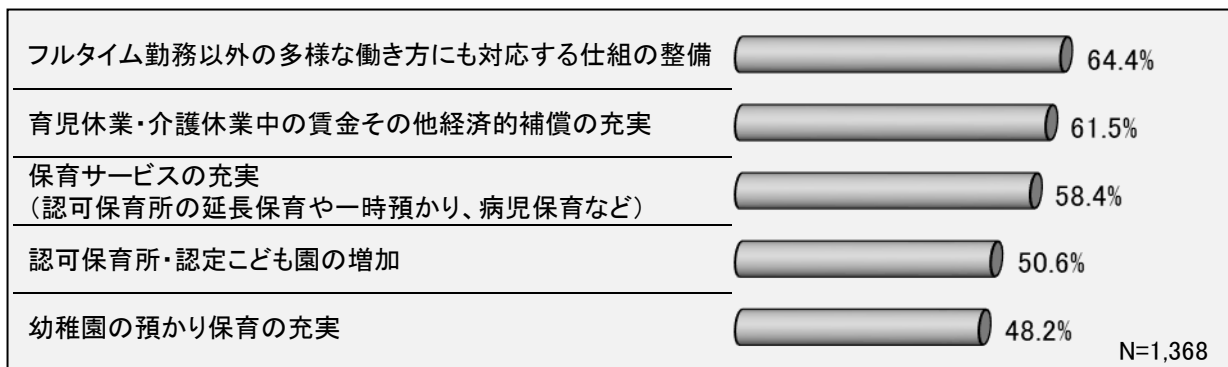 フルタイム勤務以外の多様な働き方にも対応する仕組の整備
64.4%
育児休業・介護休業中の賃金その他経済的補償の充実
61.5%
保育サービスの充実
（認可保育所の延長保育や一時預かり、病児保育など）
58.4%
認可保育所・認定こども園の増加
50.6%
幼稚園の預かり保育の充実
48.2%
N=1,368